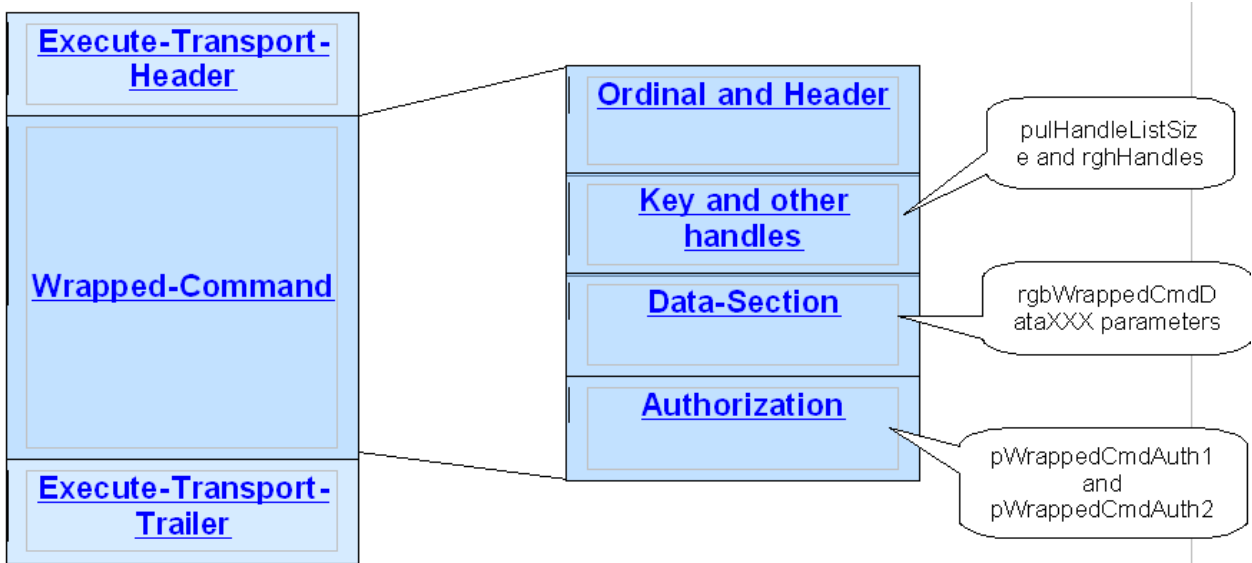 Execute-Transport-
Header
Wrapped-Command
Execute-Transport-
Trailer
Ordinal and Header
Key and other
handles
Data-Section
Authorization
pulHandleListSiz
e and rghHandles
rgbWrappedCmdD
ataXXX parameters
pWrappedCmdAuth1
and
pWrappedCmdAuth2